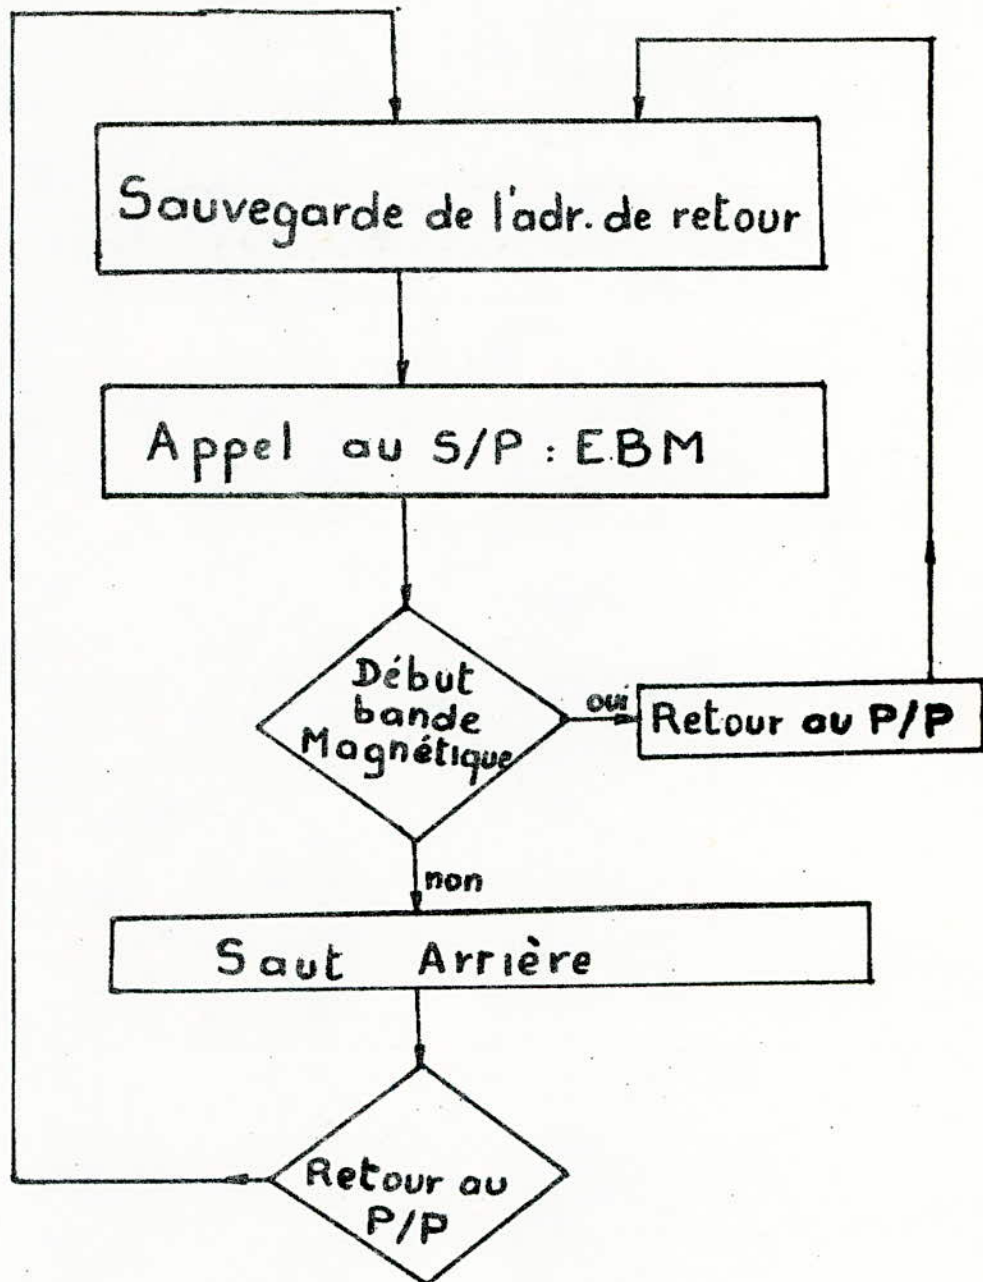 Sauvegarde de l'adr. de retour
Appel au S/P : EBM
Début
bande
Magnétique
oui
Retour au P/P
non
Saut Arrière
Retour au
P/P